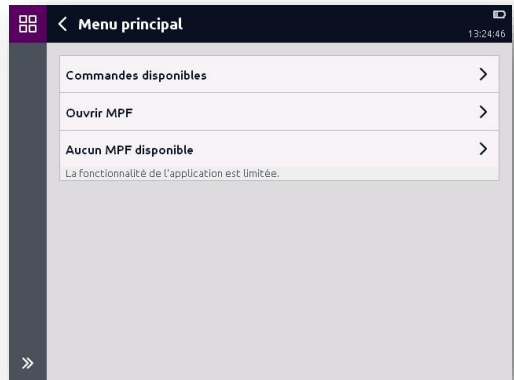 Menu principal
13:24:46
Commandes disponibles
Ouvrir MPF
Aucun MPF disponible
La fonctionnalité de l'application est limitée.